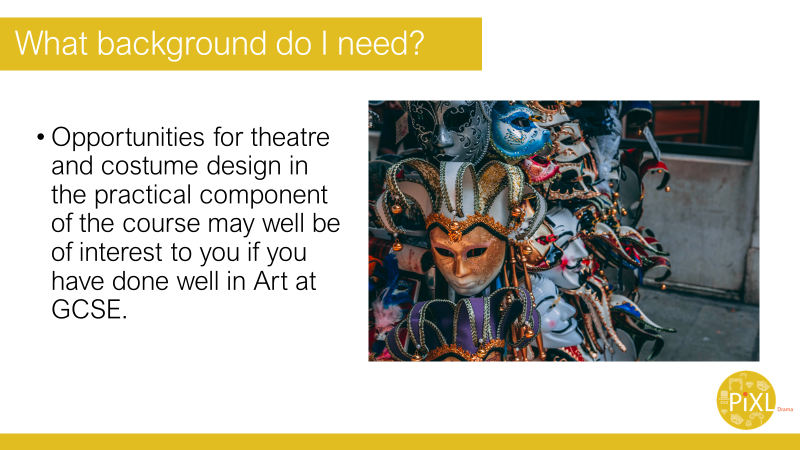 What background do I need?
• Opportunities for theatre
and costume design in
the practical component
of the course may well be
of interest to you if you
have done well in Art at
GCSE.
PiXL
Drama